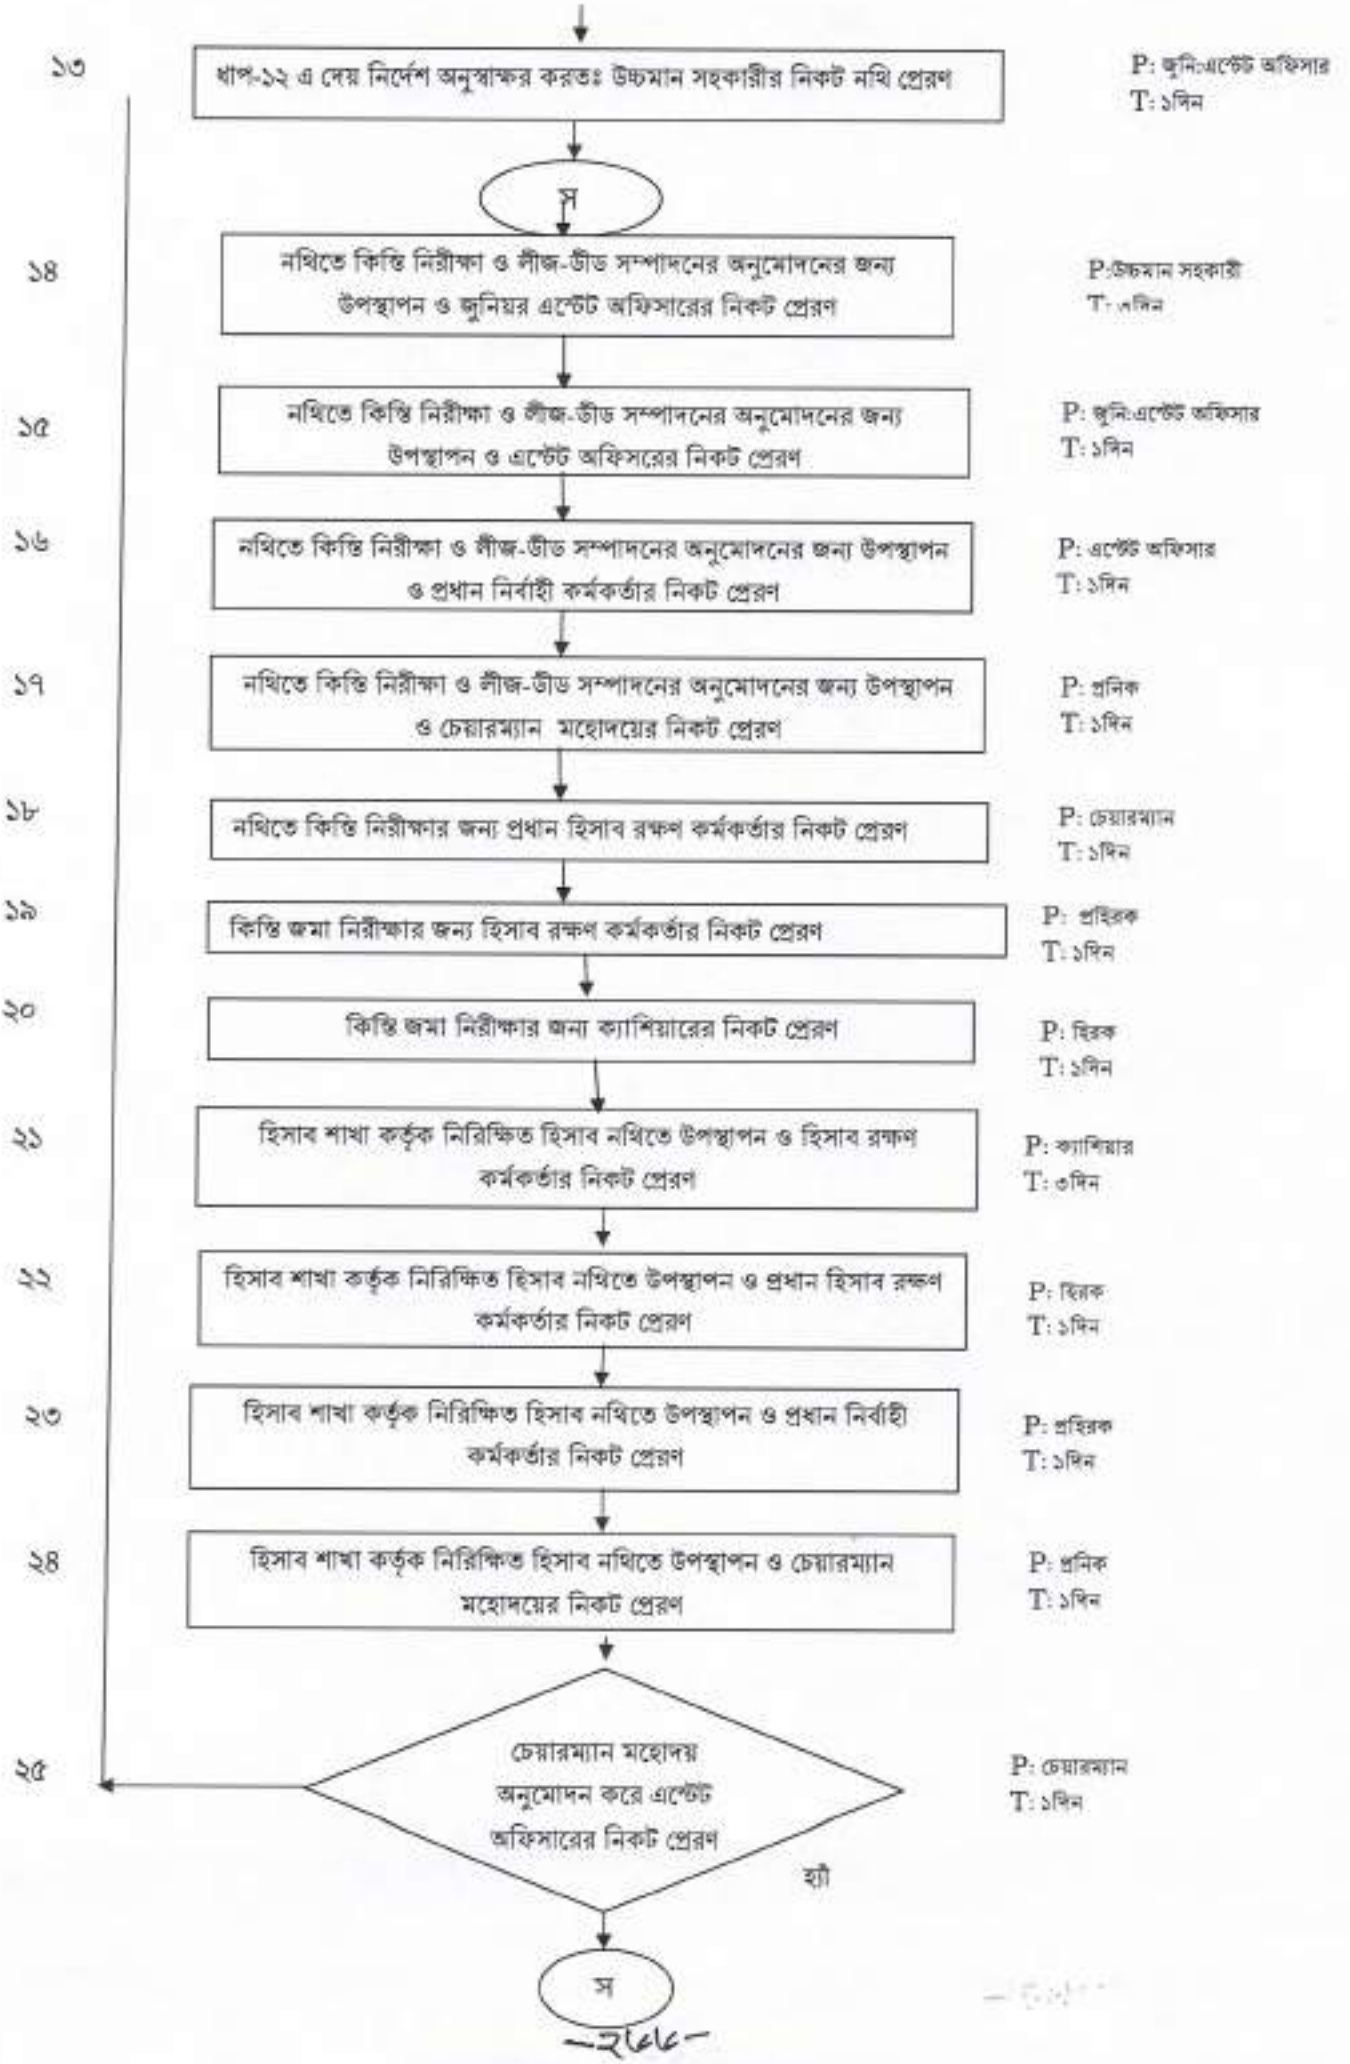 ১৩
ধাপ-১২ এ দেয় নির্দেশ অনুস্বাক্ষর করতঃ উচ্চমান সহকারীর নিকট নথি প্রেরণ
P: জুনি:এস্টেট অফিসার
T: ১দিন
স
১৪
নথিতে কিস্তি নিরীক্ষা ও লীজ-ডীড সম্পাদনের অনুমোদনের জন্য
উপস্থাপন ও জুনিয়র এস্টেট অফিসারের নিকট প্রেরণ
P:উচ্চমান সহকারী
T: ৩দিন
১৫
নথিতে কিস্তি নিরীক্ষা ও লীজ-ডীড সম্পাদনের অনুমোদনের জন্য
উপস্থাপন ও এস্টেট অফিসরের নিকট প্রেরণ
P: জুনি:এস্টেট অফিসার
T: ১দিন
১৬
নথিতে কিস্তি নিরীক্ষা ও লীজ-ডীড সম্পাদনের অনুমোদনের জন্য উপস্থাপন
ও প্রধান নির্বাহী কর্মকর্তার নিকট প্রেরণ
P: এস্টেট অফিসার
T: ১দিন
১৭
নথিতে কিস্তি নিরীক্ষা ও লীজ-ডীড সম্পাদনের অনুমোদনের জন্য উপস্থাপন
ও চেয়ারম্যান মহোদয়ের নিকট প্রেরণ
P: প্রনিক
T: ১দিন
১৮
নথিতে কিস্তি নিরীক্ষার জন্য প্রধান হিসাব রক্ষণ কর্মকর্তার নিকট প্রেরণ
P: চেয়ারম্যান
T: ১দিন
১৯
কিস্তি জমা নিরীক্ষার জন্য হিসাব রক্ষণ কর্মকর্তার নিকট প্রেরণ
P: প্রহিরক
T: ১দিন
২০
কিস্তি জমা নিরীক্ষার জন্য ক্যাশিয়ারের নিকট প্রেরণ
P: হিরক
T: ১দিন
২১
হিসাব শাখা কর্তৃক নিরিক্ষিত হিসাব নথিতে উপস্থাপন ও হিসাব রক্ষণ
কর্মকর্তার নিকট প্রেরণ
P: ক্যাশিয়ার
T: ৩দিন
২২
হিসাব শাখা কর্তৃক নিরিক্ষিত হিসাব নথিতে উপস্থাপন ও প্রধান হিসাব রক্ষণ
কর্মকর্তার নিকট প্রেরণ
P: হিরক
T: ১দিন
২৩
হিসাব শাখা কর্তৃক নিরিক্ষিত হিসাব নথিতে উপস্থাপন ও প্রধান নির্বাহী
কর্মকর্তার নিকট প্রেরণ
P: প্রহিরক
T: ১দিন
২৪
হিসাব শাখা কর্তৃক নিরিক্ষিত হিসাব নথিতে উপস্থাপন ও চেয়ারম্যান
মহোদয়ের নিকট প্রেরণ
P: প্রনিক
T: ১দিন
২৫
চেয়ারম্যান মহোদয়
অনুমোদন করে এস্টেট
অফিসারের নিকট প্রেরণ
P: চেয়ারম্যান
T: ১দিন
হ্যাঁ
স